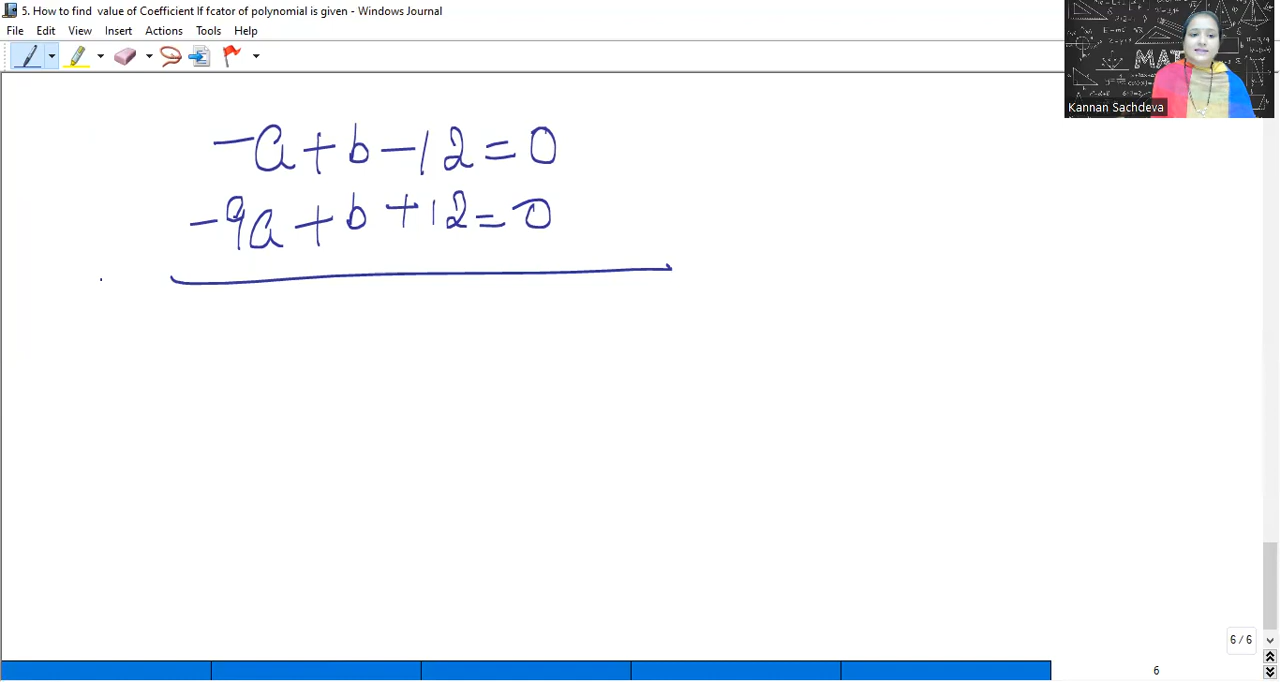 5. How to find value of Coefficient If fcator of polynomial is given - Windows Journal
File Edit View Insert Actions Tools Help
MAT
Kannan Sachdeva
-a+b-12=0
-9a+b+12=0
6 / 6
6